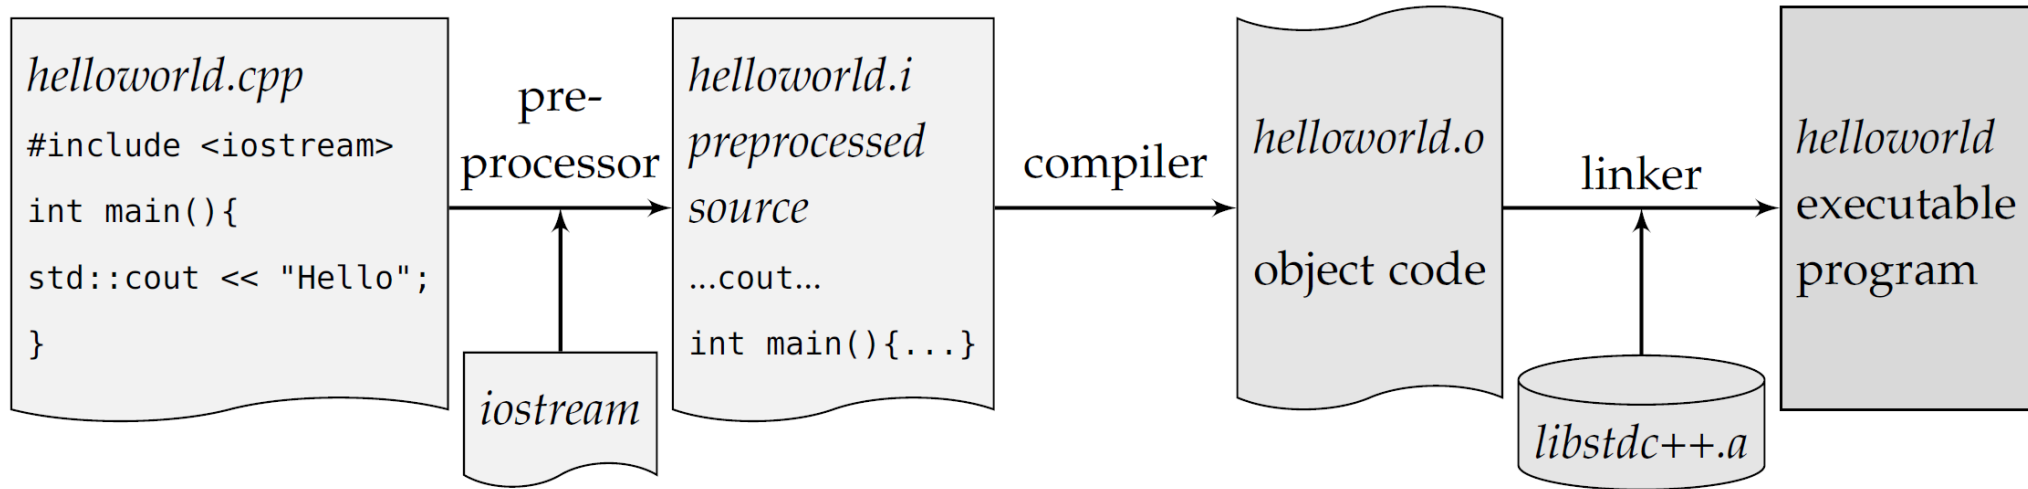 helloworld.cpp
#include <iostream>
int main(){
std::cout << "Hello";
}
pre-
processor
iostream
helloworld.i
preprocessed
source
...cout...
int main(){...}
compiler
helloworld.o
object code
linker
libstdc++.a
helloworld
executable
program